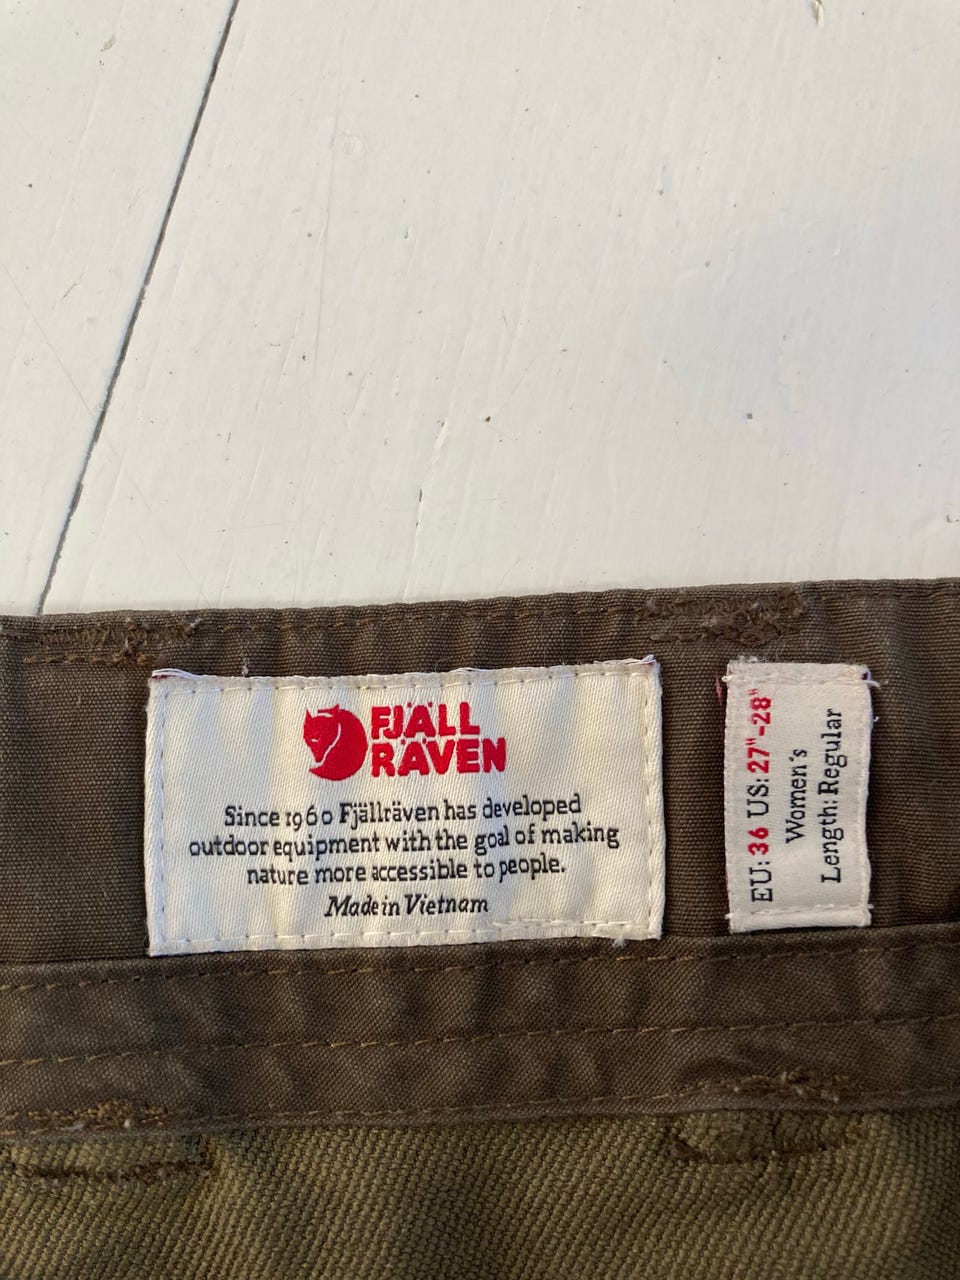 FJÄLL
RÄVEN
Since 1960 Fjällräven has developed
outdoor equipment with the goal of making
nature more accessible to people.
Made in Vietnam
EU: 36 US: 27"-28"
Women's
Length: Regular